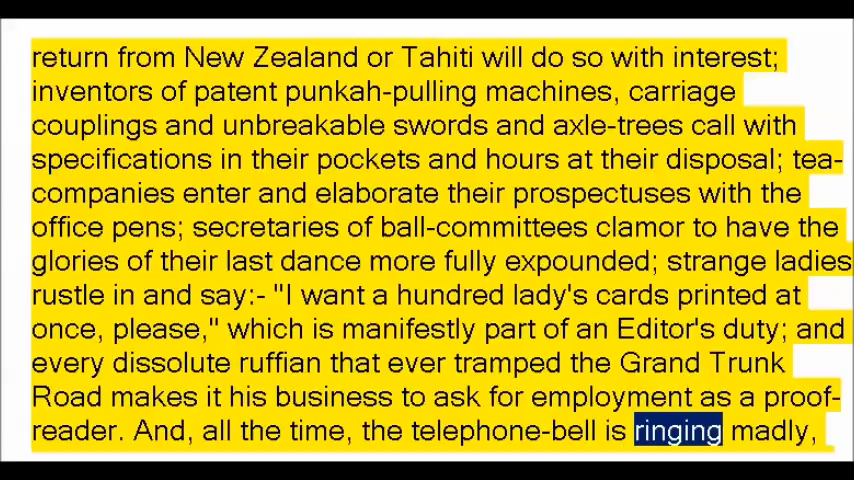 return from New Zealand or Tahiti will do so with interest;
inventors of patent punkah-pulling machines, carriage
couplings and unbreakable swords and axle-trees call with
specifications in their pockets and hours at their disposal; tea-
companies enter and elaborate their prospectuses with the
office pens; secretaries of ball-committees clamor to have the
glories of their last dance more fully expounded; strange ladies
rustle in and say:- "I want a hundred lady's cards printed at
once, please," which is manifestly part of an Editor's duty; and
every dissolute ruffian that ever tramped the Grand Trunk
Road makes it his business to ask for employment as a proof-
reader. And, all the time, the telephone-bell is ringing madly,